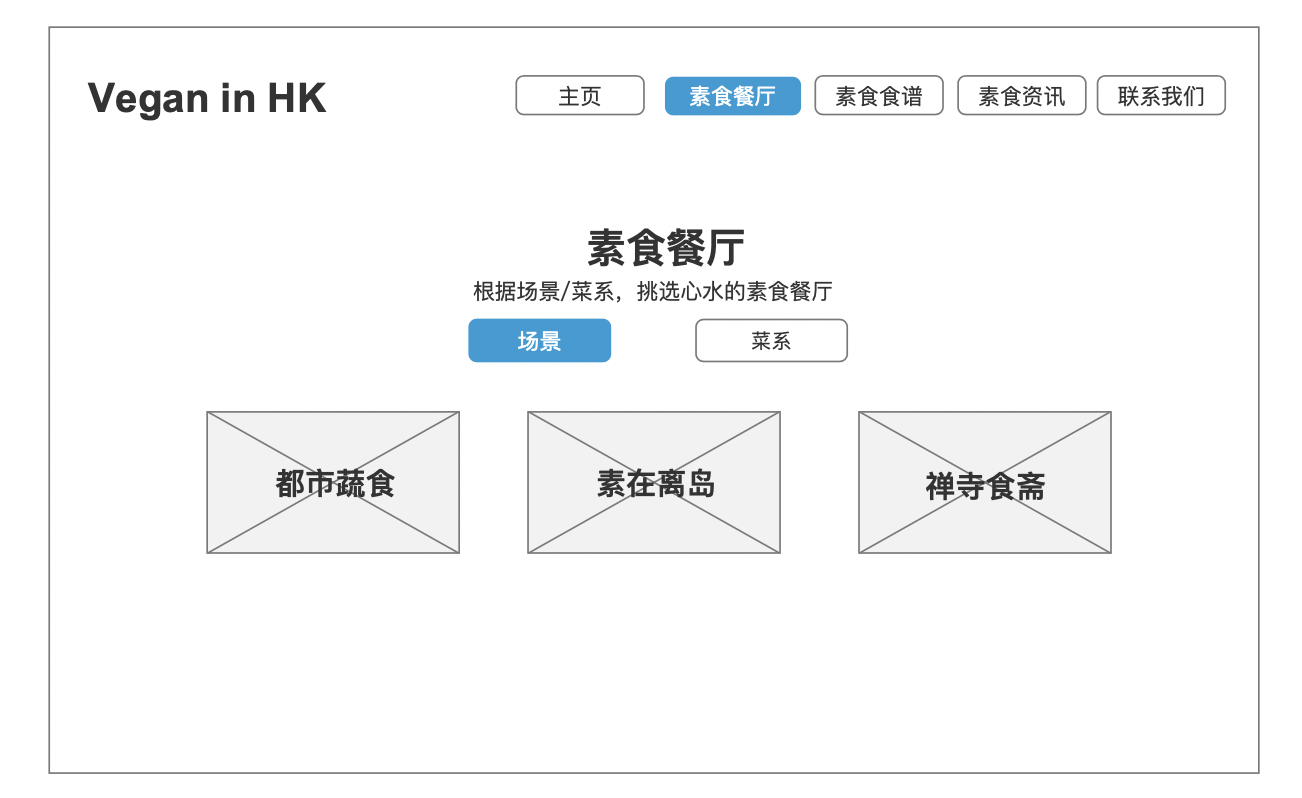 Vegan in HK
主页 素食餐厅 素食食谱 素食资讯 联系我们
素食餐厅
根据场景/菜系，挑选心水的素食餐厅
场景 菜系
都市蔬食 素在离岛 禅寺食斋